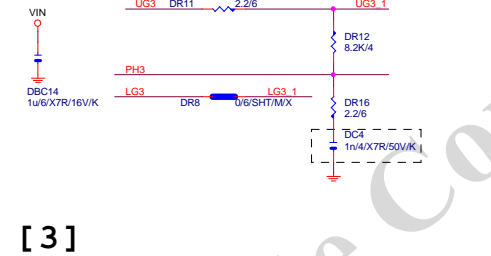 UG3 DR11 2.2/6 UG3_1
VIN
DR12
8.2K/4
PH3
DBC14
1u/6/X7R/16V/K
LG3 DR8 0/6/SHT/M/X LG3_1
DR16
2.2/6
DC4
1n/4/X7R/50V/K
[3]